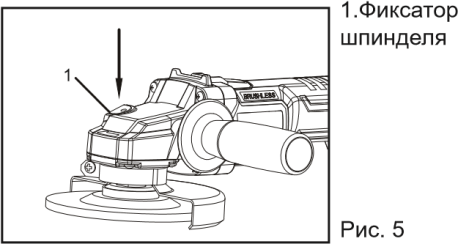 1.Фиксатор
шпинделя
1
BRUSHLESS
Рис. 5